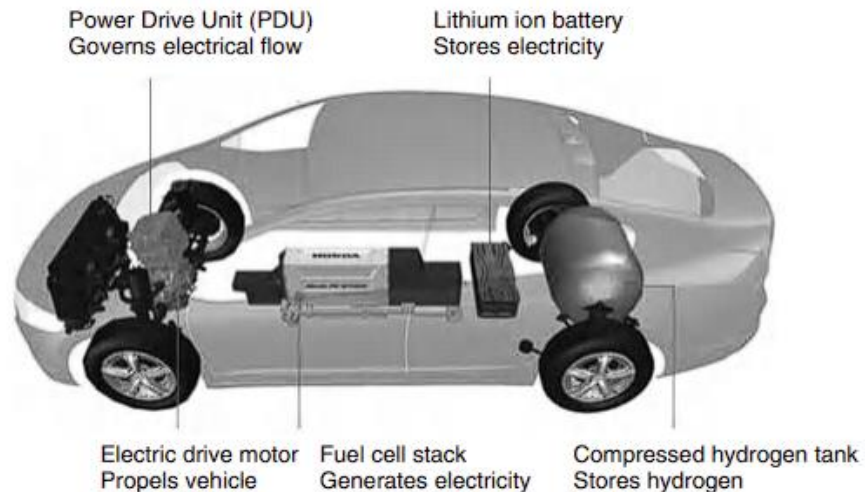 Power Drive Unit (PDU)
Governs electrical flow
Lithium ion battery
Stores electricity
HONDA
Electric drive motor
Propels vehicle
Fuel cell stack
Generates electricity
Compressed hydrogen tank
Stores hydrogen